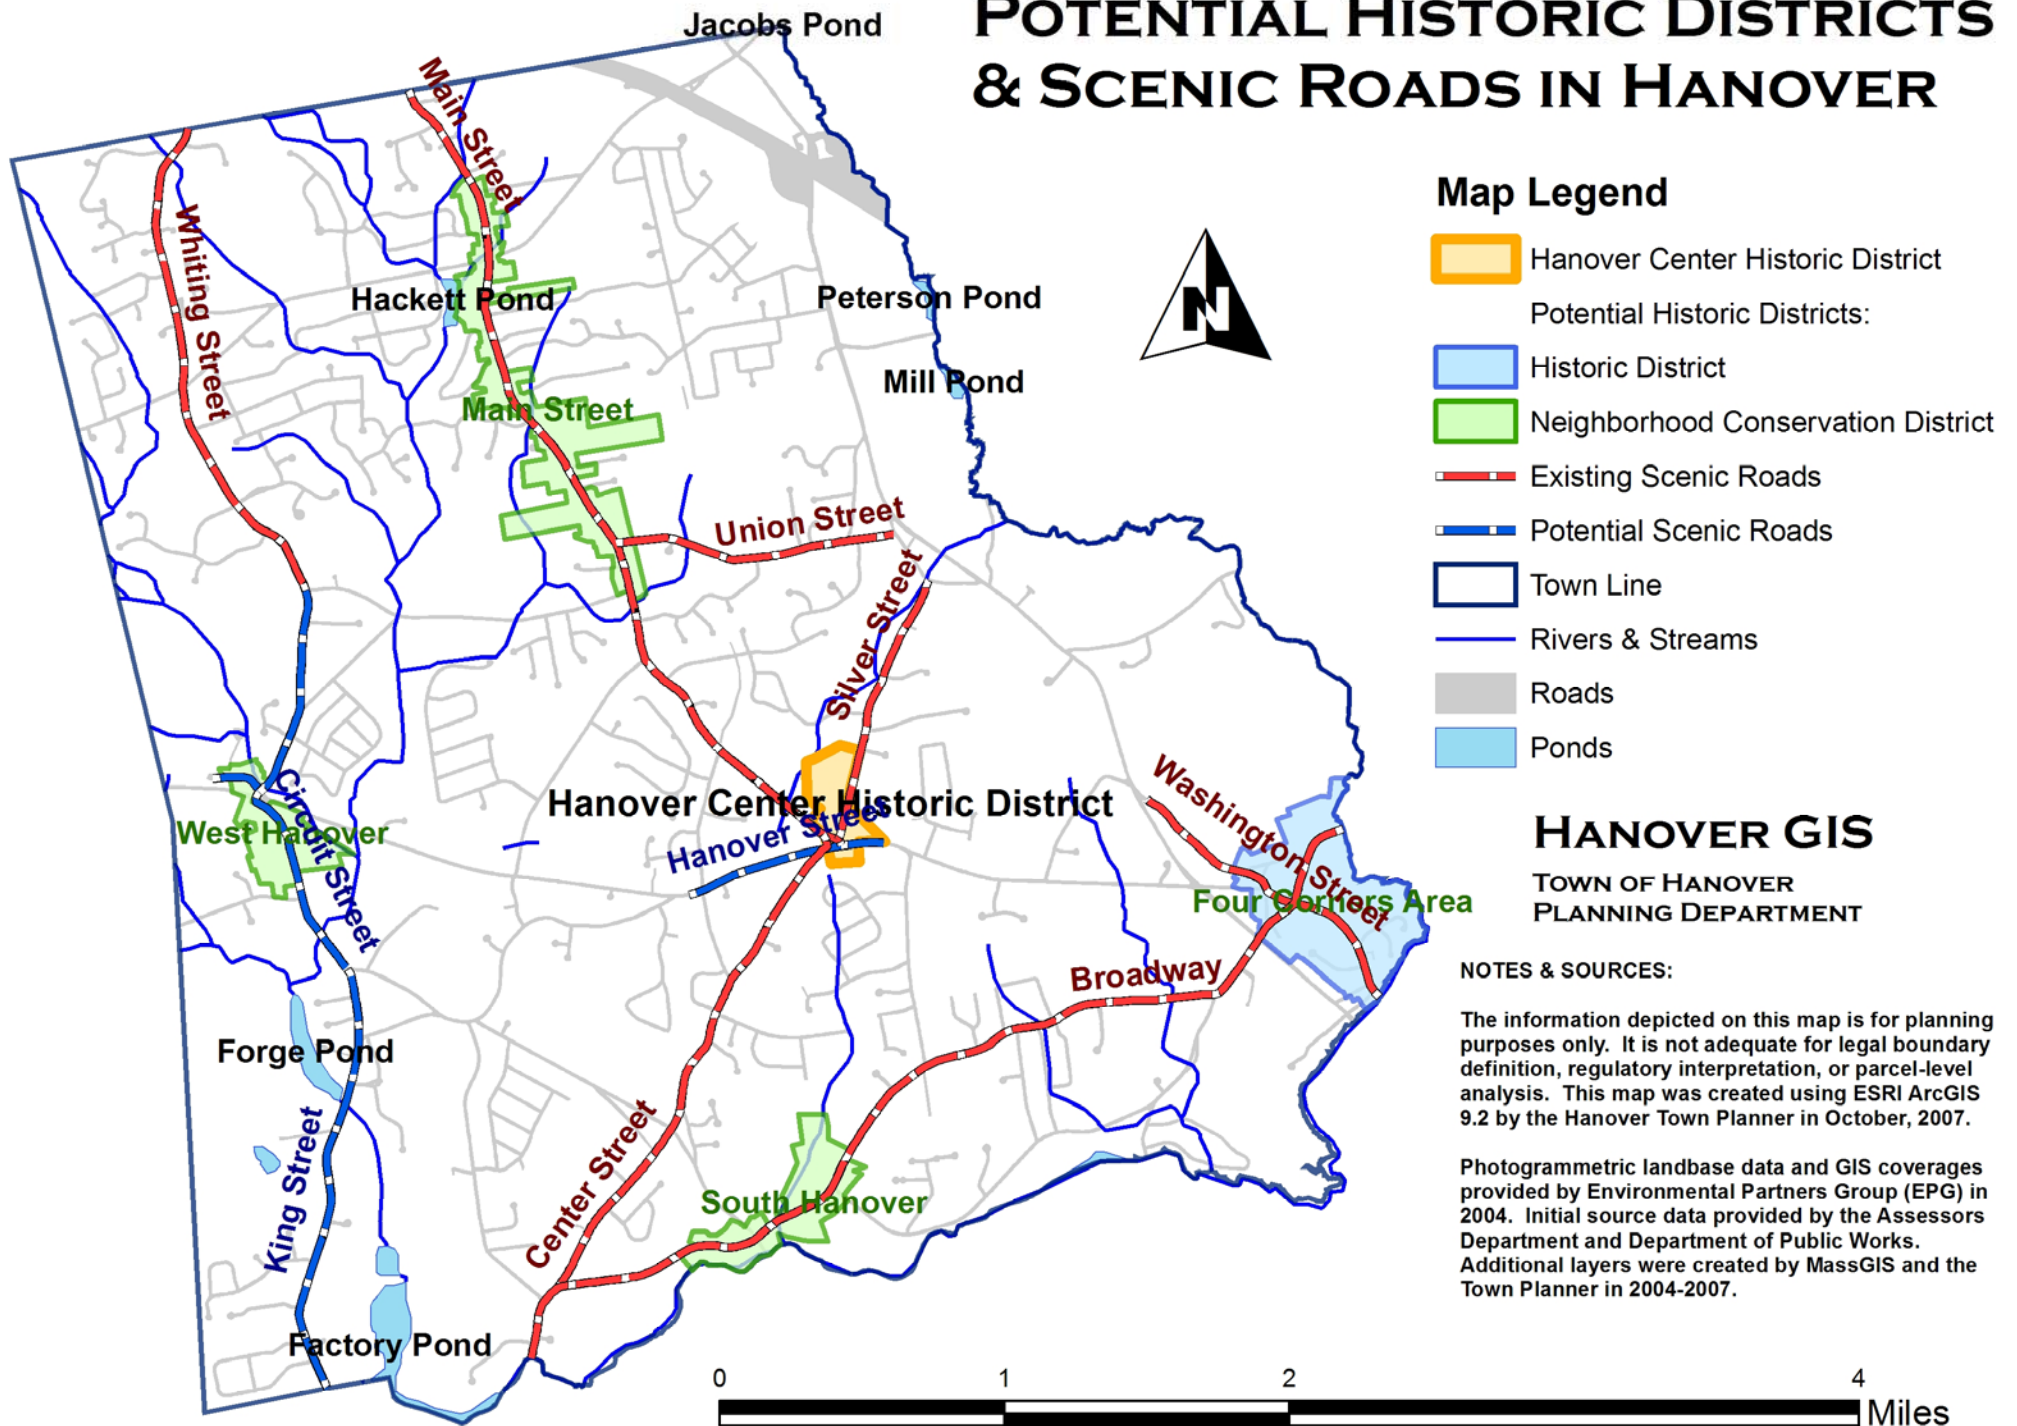 POTENTIAL HISTORIC DISTRICTS
& SCENIC ROADS IN HANOVER
Jacobs Pond
Main Street
Whiting Street
Hackett Pond
Peterson Pond
Mill Pond
Main Street
Union Street
Silver Street
N
Map Legend
Hanover Center Historic District
Potential Historic Districts:
Historic District
Neighborhood Conservation District
Existing Scenic Roads
Potential Scenic Roads
Town Line
Rivers & Streams
Roads
Ponds
Hanover Center Historic District
Hanover Street
Circuit Street
West Hanover
Washington Street
Four Corners Area
Broadway
Forge Pond
King Street
Center Street
South Hanover
Factory Pond
HANOVER GIS
TOWN OF HANOVER
PLANNING DEPARTMENT
NOTES & SOURCES:
The information depicted on this map is for planning
purposes only.  It is not adequate for legal boundary
definition, regulatory interpretation, or parcel-level
analysis.  This map was created using ESRI ArcGIS
9.2 by the Hanover Town Planner in October, 2007.
Photogrammetric landbase data and GIS coverages
provided by Environmental Partners Group (EPG) in
2004.  Initial source data provided by the Assessors
Department and Department of Public Works.
Additional layers were created by MassGIS and the
Town Planner in 2004-2007.
0 1 2 4
Miles